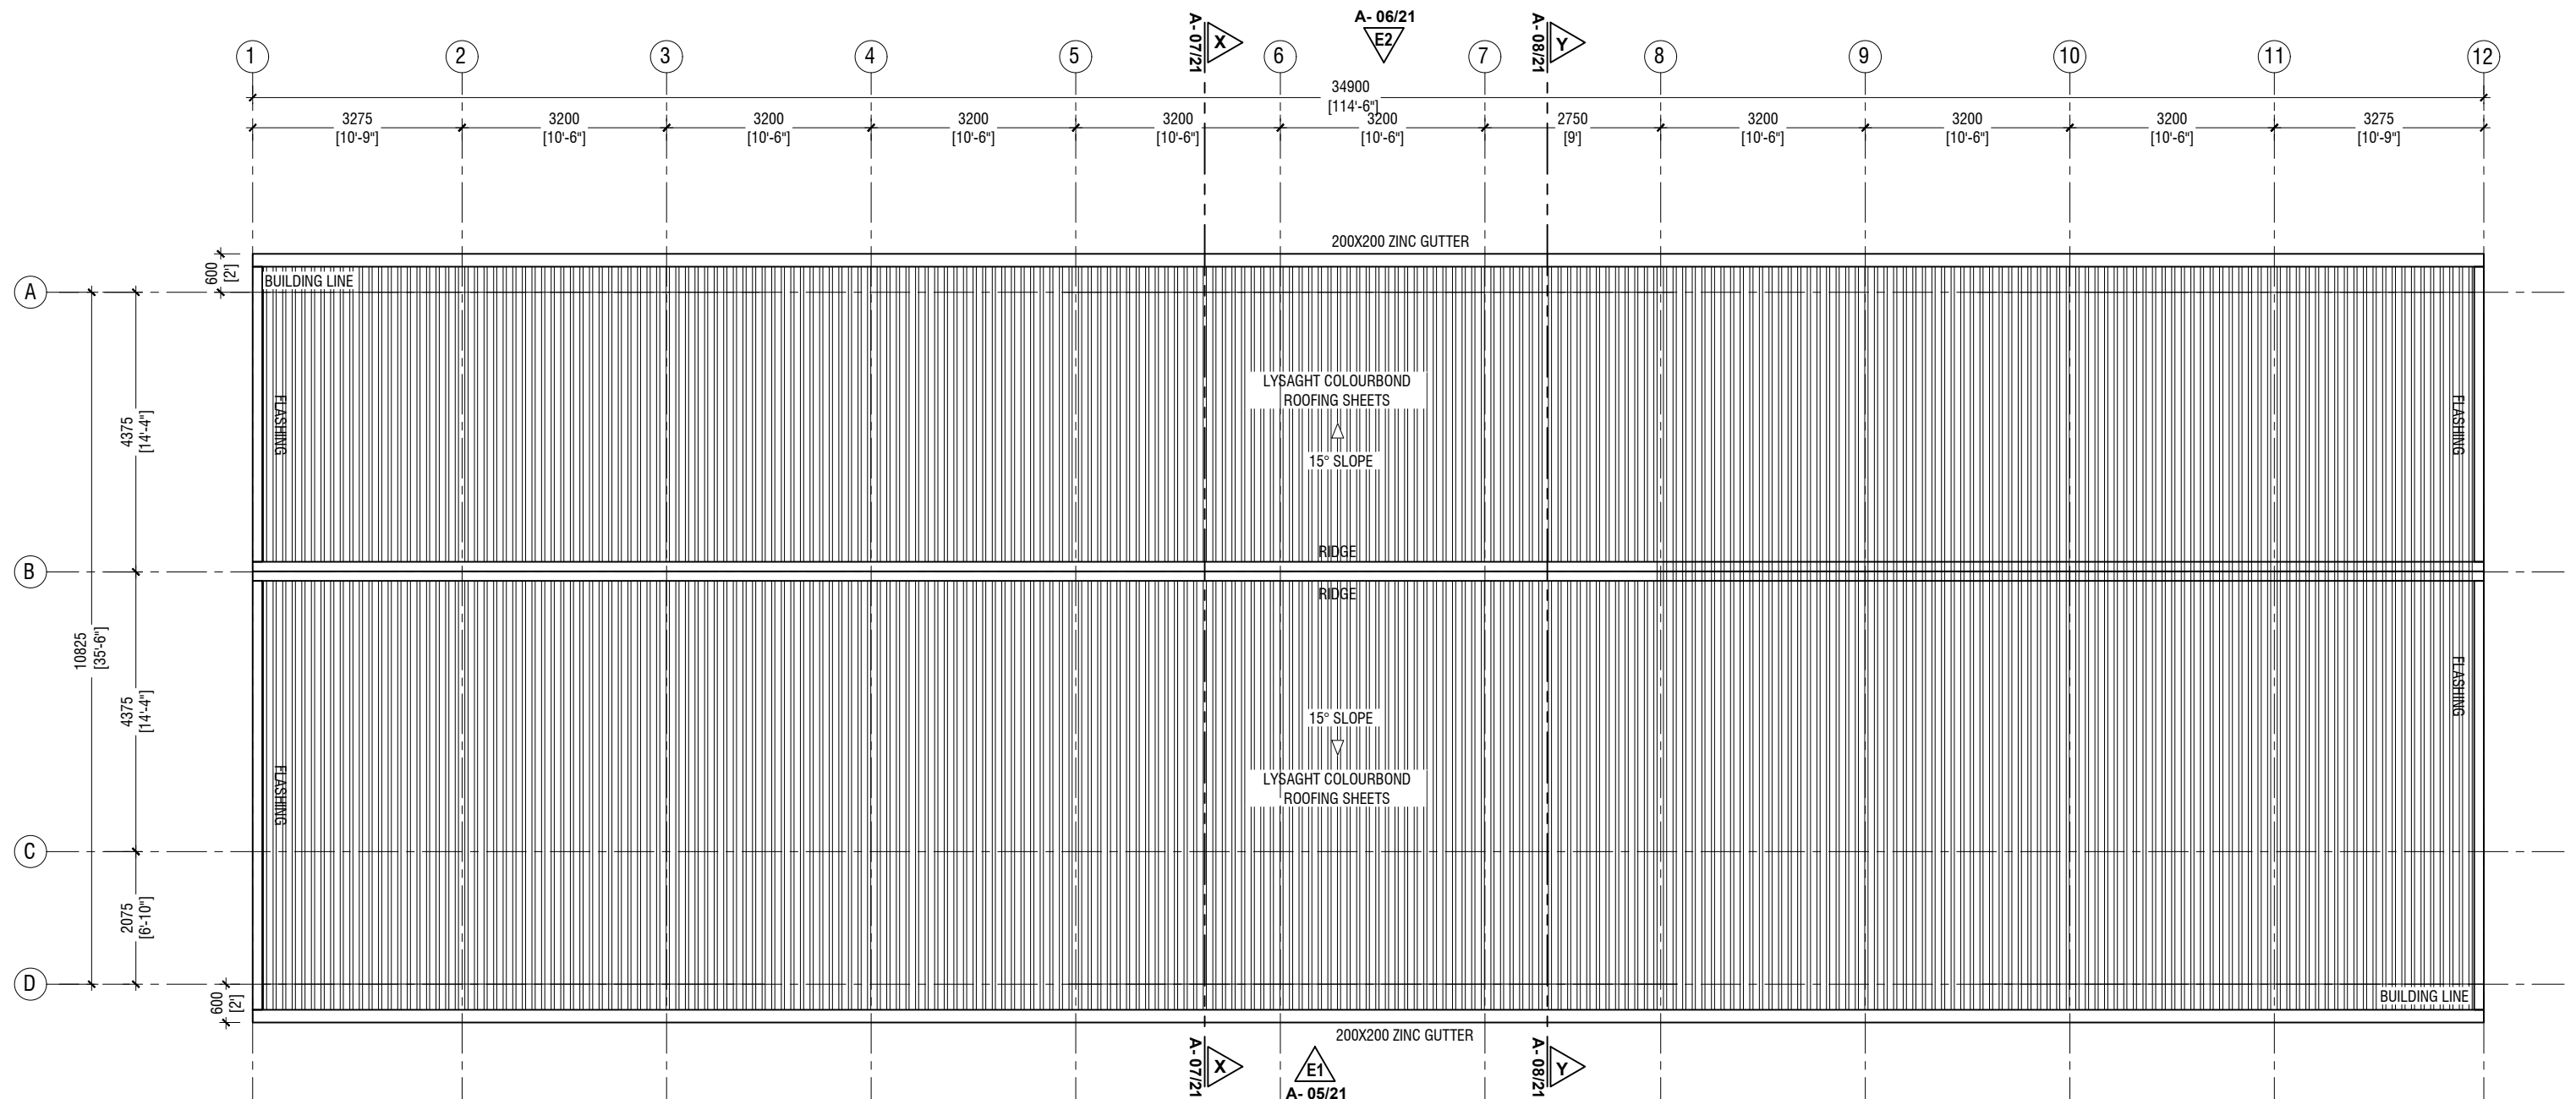 A- 07/21
X
A- 06/21
E2
A- 08/21
Y
1
2
3
4
5
6
7
8
9
10
11
12
34900
[114'-6"]
3275
[10'-9"]
3200
[10'-6"]
3200
[10'-6"]
3200
[10'-6"]
3200
[10'-6"]
3200
[10'-6"]
2750
[9']
3200
[10'-6"]
3200
[10'-6"]
3200
[10'-6"]
3275
[10'-9"]
200X200 ZINC GUTTER
600
[2']
BUILDING LINE
A
LYSAGHT COLOURBOND
ROOFING SHEETS
FLASHING
FLASHING
4375
[14'-4"]
15° SLOPE
RIDGE
B
RIDGE
10825
[35'-6"]
4375
[14'-4"]
FLASHING
15° SLOPE
LYSAGHT COLOURBOND
ROOFING SHEETS
FLASHING
C
2075
[6'-10"]
D
600
[2']
BUILDING LINE
200X200 ZINC GUTTER
A- 07/21
X
E1
A- 05/21
A- 08/21
Y